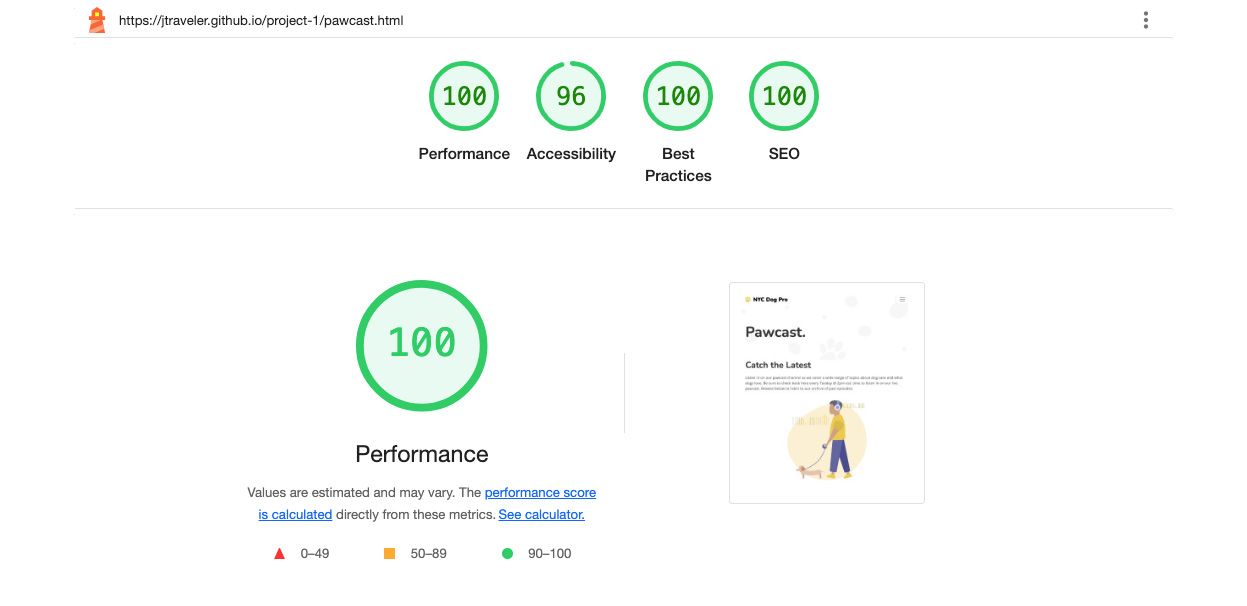 https://jtraveler.github.io/project-1/pawcast.html
100
96
100
100
Performance
Accessibility
Best
Practices
SEO
100
Performance
Values are estimated and may vary. The performance score
is calculated directly from these metrics. See calculator.
0–49
50–89
90–100
NYC Dog Pro
Pawcast.
Catch the Latest